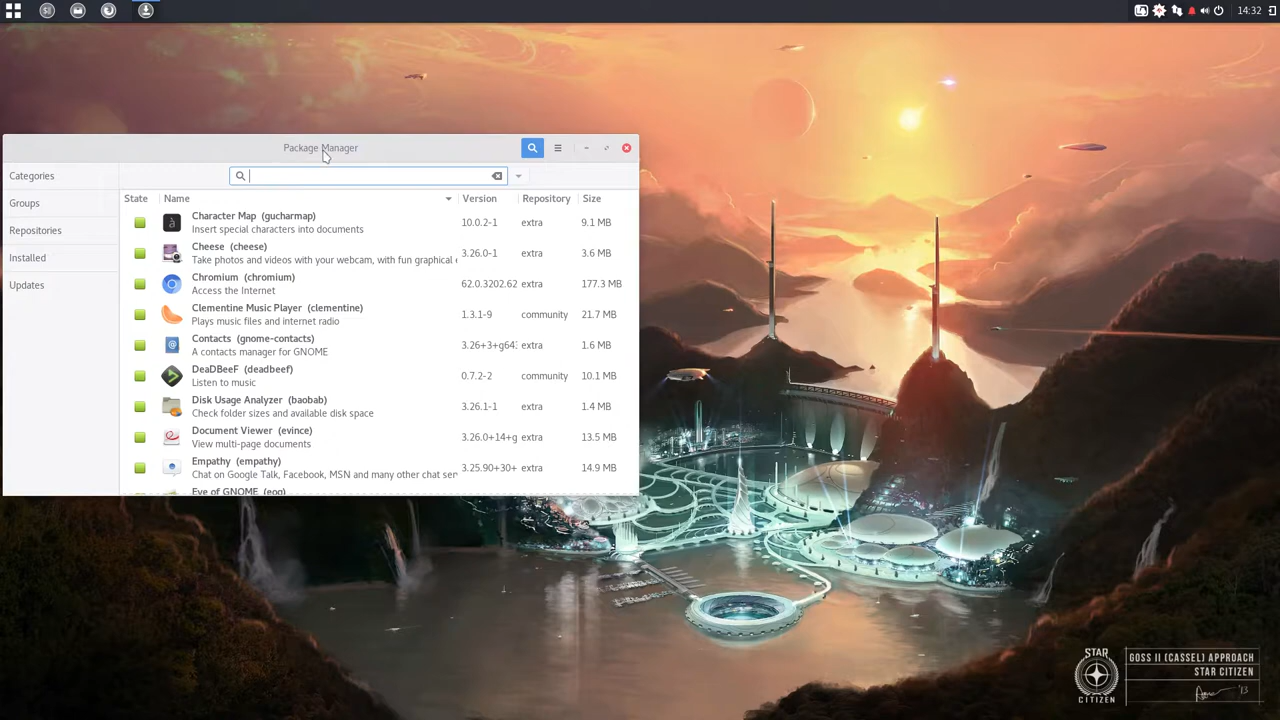 14:32
Package Manager
Categories
Groups
Repositories
Installed
Updates
State Name Version Repository Size
Character Map (gucharmap)
Insert special characters into documents
10.0.2-1 extra 9.1 MB
Cheese (cheese)
Take photos and videos with your webcam, with fun graphical e
3.26.0-1 extra 3.6 MB
Chromium (chromium)
Access the Internet
62.0.3202.62 extra 177.3 MB
Clementine Music Player (clementine)
Plays music files and internet radio
1.3.1-9 community 21.7 MB
Contacts (gnome-contacts)
A contacts manager for GNOME
3.26+3+g64: extra 1.6 MB
DeaDBeeF (deadbeef)
Listen to music
0.7.2-2 community 10.1 MB
Disk Usage Analyzer (baobab)
Check folder sizes and available disk space
3.26.1-1 extra 1.4 MB
Document Viewer (evince)
View multi-page documents
3.26.0+14+g extra 13.5 MB
Empathy (empathy)
Chat on Google Talk, Facebook, MSN and many other chat ser
3.25.90+30+ extra 14.9 MB
Eye of GNOME (eog)
STAR CITIZEN
GOSS II (CASSEL) APPROACH
STAR CITIZEN
'13